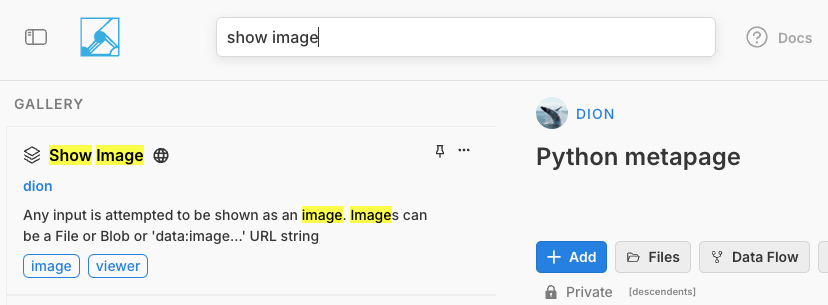 show image
Docs
GALLERY
Show Image
dion
Any input is attempted to be shown as an image. Images can
be a File or Blob or 'data:image...' URL string
image viewer
DION
Python metapage
+ Add Files Data Flow
Private [descendents]